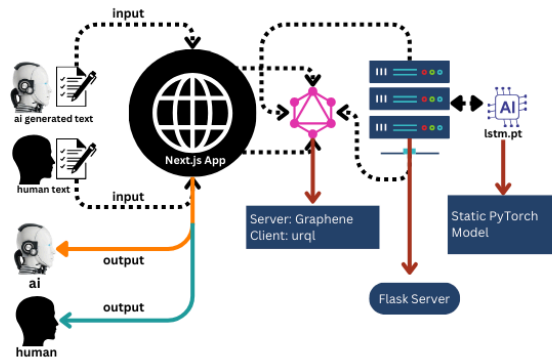 input
ai generated text
Next.js App
human text
input
output
ai
output
human
AI
lstm.pt
Server: Graphene
Client: urql
Static PyTorch
Model
Flask Server